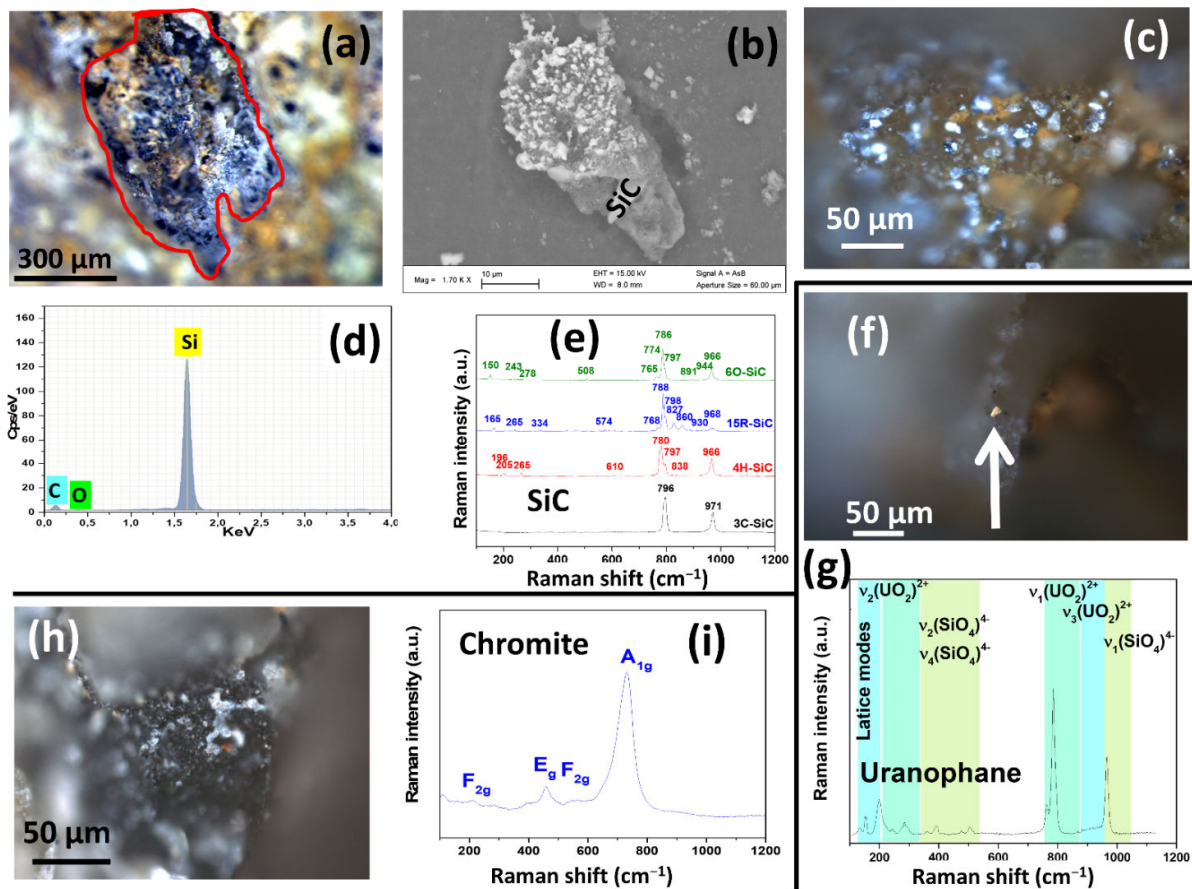 (a)
300 µm
(b)
SiC
Mag = 1.70 K X
10 µm
EHT = 15.00 kV
WD = 8.0 mm
Signal A = AsB
Aperture Size = 60.00 µm
(c)
50 µm
(d)
160
140
120
100
80
60
40
20
0
Cps/eV
Si
C
O
0,0
0,5
1,0
1,5
2,0
2,5
3,0
3,5
4,0
KeV
(e)
Raman intensity (a.u.)
150
243
278
508
765
774
786
797
891
944
966
6O-SiC
165
265
334
574
768
788
798
827
860
930
968
15R-SiC
196
205
265
610
780
797
838
966
4H-SiC
SiC
796
971
3C-SiC
200
400
600
800
1000
1200
Raman shift (cm⁻¹)
(f)
50 µm
(g)
Raman intensity (a.u.)
Latice modes
ν₂(UO₂)²⁺
ν₂(SiO₄)⁴⁻
ν₄(SiO₄)⁴⁻
ν₁(UO₂)²⁺
ν₃(UO₂)²⁺
ν₁(SiO₄)⁴⁻
Uranophane
200
400
600
800
1000
Raman shift (cm⁻¹)
(h)
50 µm
(i)
Chromite
Raman intensity (a.u.)
F₂g
Eg
F₂g
A₁g
200
400
600
800
1000
1200
Raman shift (cm⁻¹)